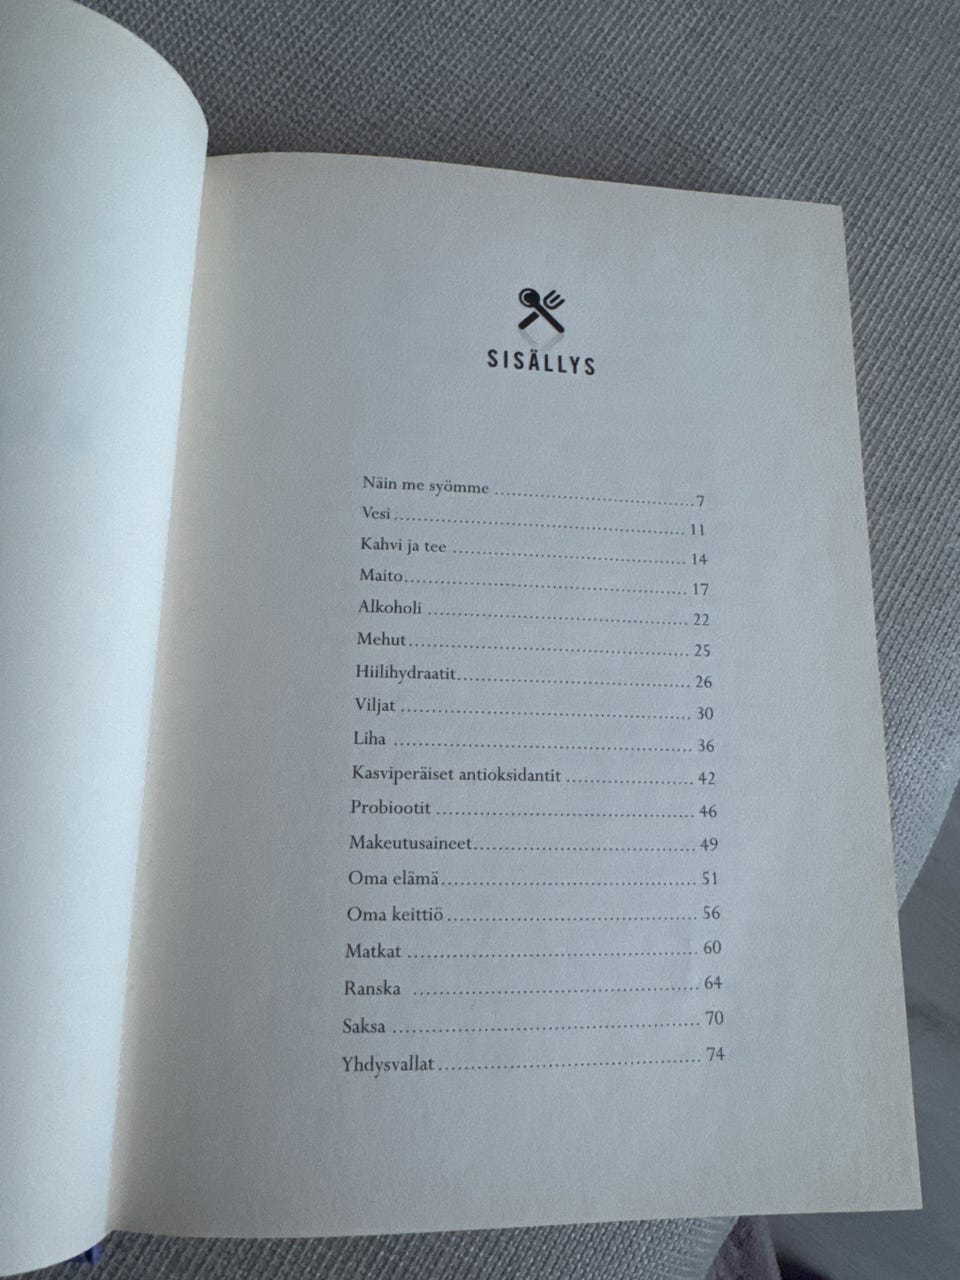 SISÄLLYS
Näin me syömme ........................................ 7
Vesi ........................................ 11
Kahvi ja tee ........................................ 14
Maito ........................................ 17
Alkoholi ........................................ 22
Mehut ........................................ 25
Hiilihydraatit ........................................ 26
Viljat ........................................ 30
Liha ........................................ 36
Kasviperäiset antioksidantit ........................................ 42
Probiootit ........................................ 46
Makeutusaineet ........................................ 49
Oma elämä ........................................ 51
Oma keittiö ........................................ 56
Matkat ........................................ 60
Ranska ........................................ 64
Saksa ........................................ 70
Yhdysvallat ........................................ 74